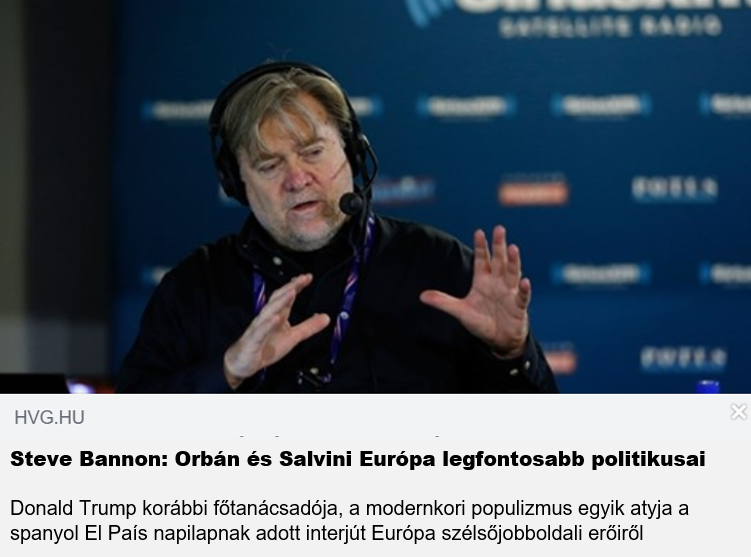 SATELLITE RADIO
HVG.HU
Steve Bannon: Orbán és Salvini Európa legfontosabb politikusai
Donald Trump korábbi főtanácsadója, a modernkori populizmus egyik atyja a
spanyol El País napilapnak adott interjút Európa szélsőjobboldali erőiről